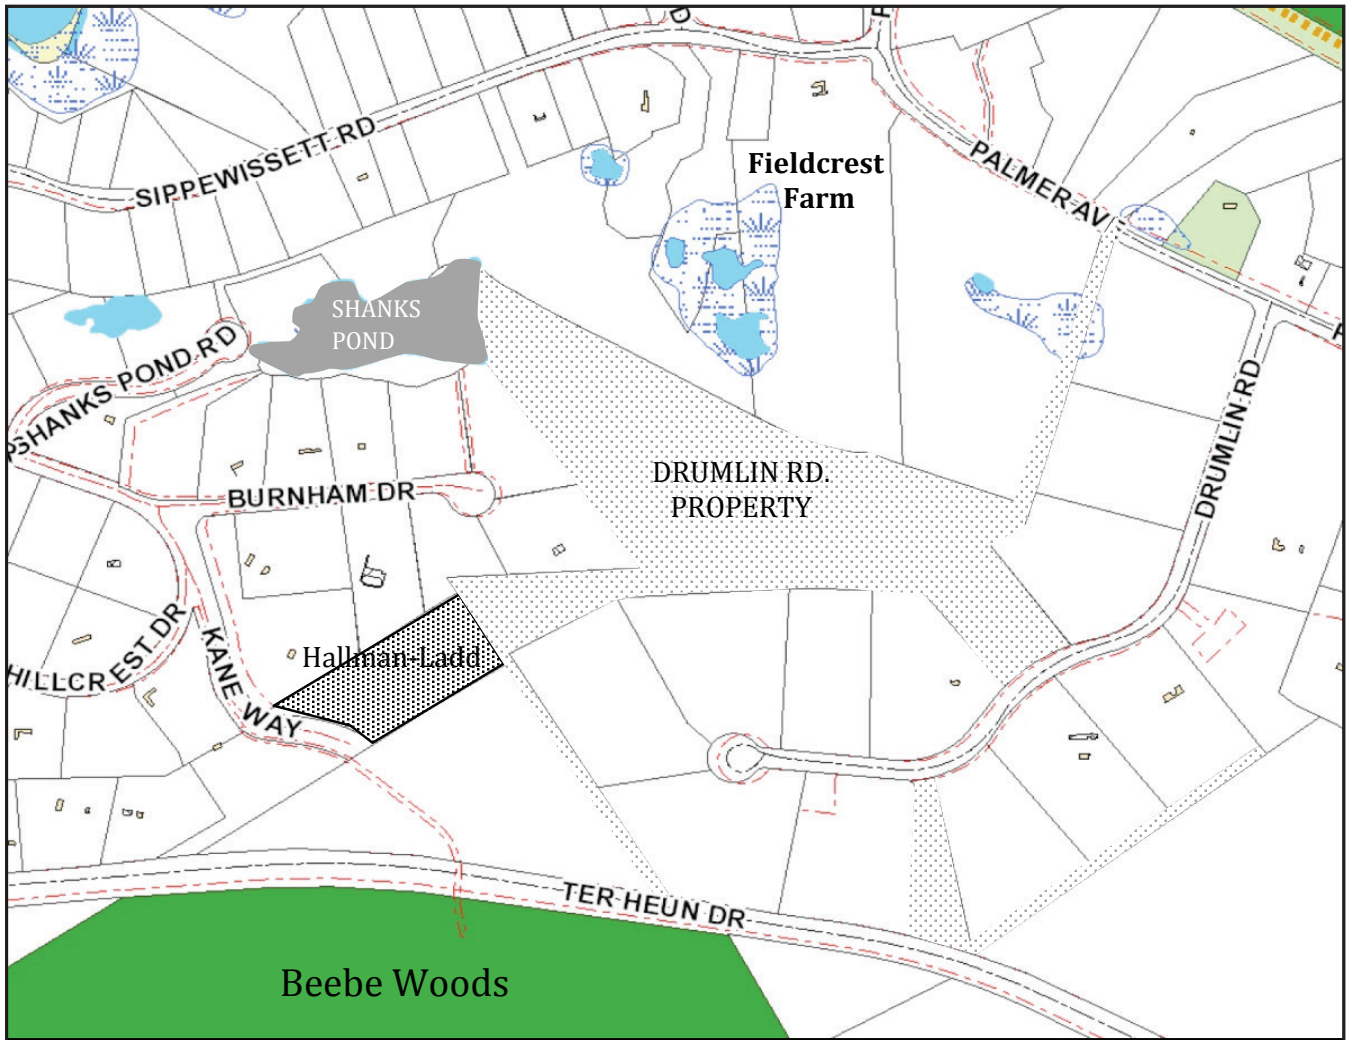 D
SIPPEWISSETT RD
PALMER AV
Fieldcrest
Farm
SHANKS
POND
SHANKS POND RD
DRUMLIN RD
BURNHAM DR
DRUMLIN RD.
PROPERTY
HILLCREST DR
KANE WAY
Hallman-Ladd
TER HEUN DR
Beebe Woods